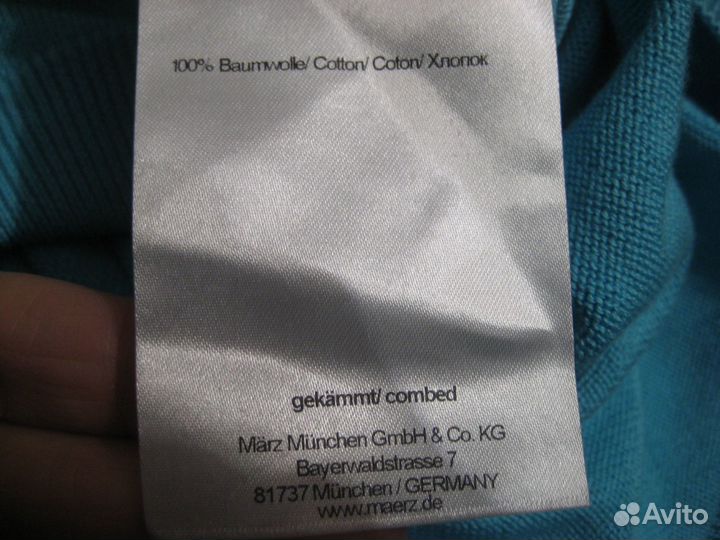 100% Baumwolle/ Cotton/ Coton/ Хлопок
gekämmt/ combed
März München GmbH & Co. KG
Bayerwaldstrasse 7
81737 München / GERMANY
www.maerz.de
Avito